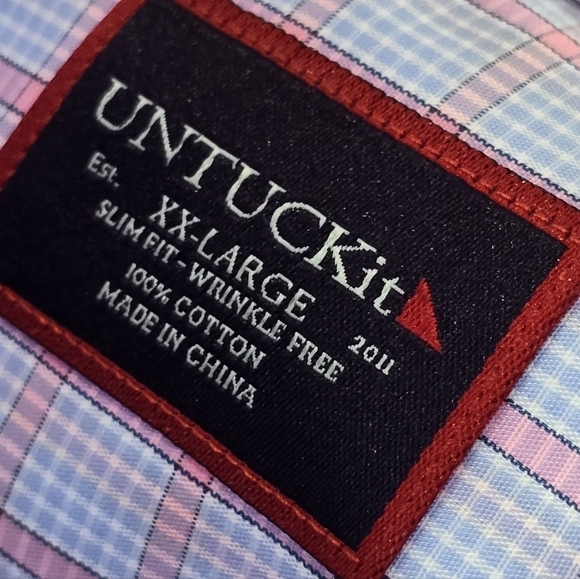 UNTUCKit
Est. 2011
XX-LARGE
SLIM FIT - WRINKLE FREE
100% COTTON
MADE IN CHINA